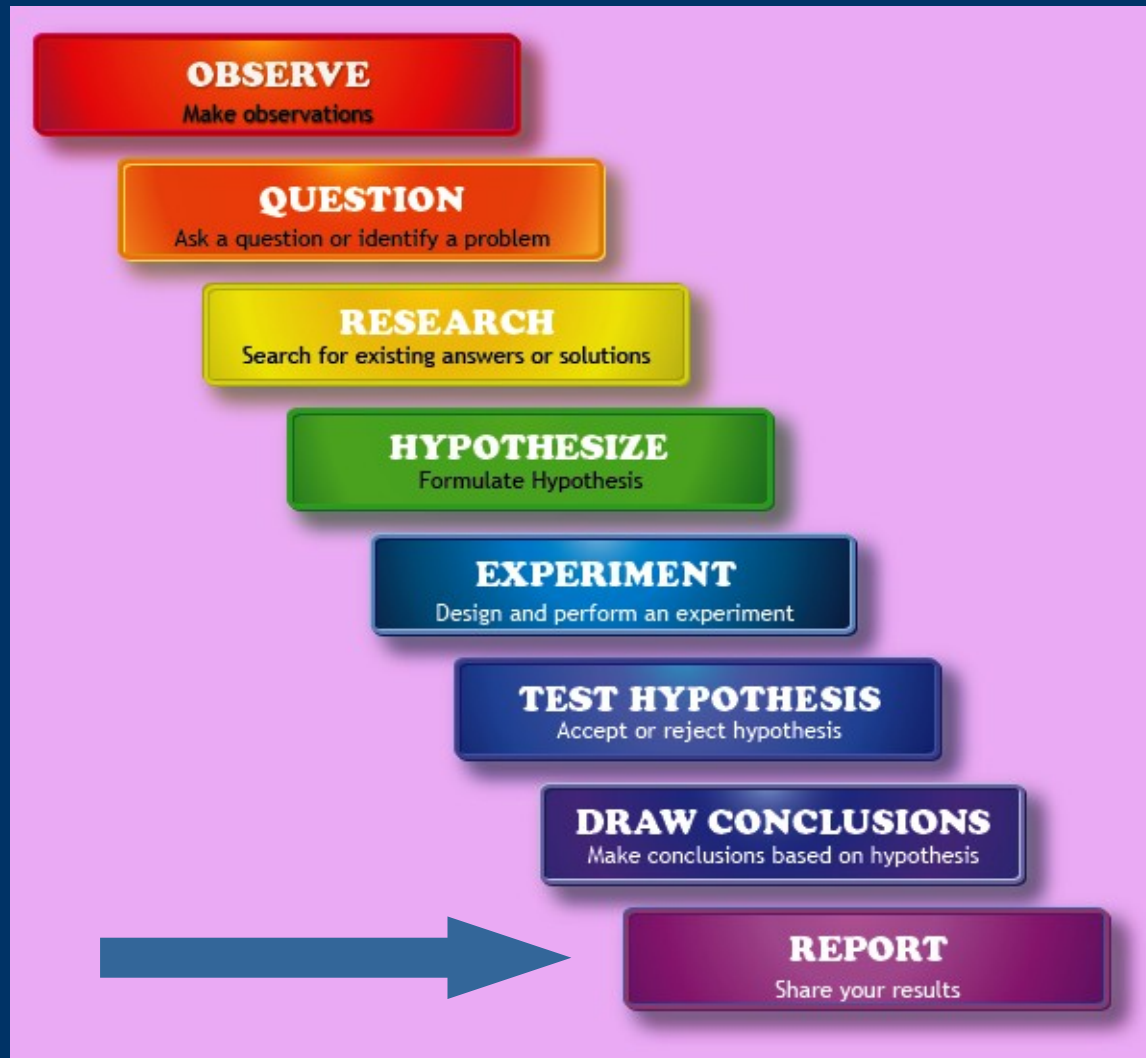 OBSERVE
Make observations
QUESTION
Ask a question or identify a problem
RESEARCH
Search for existing answers or solutions
HYPOTHESIZE
Formulate Hypothesis
EXPERIMENT
Design and perform an experiment
TEST HYPOTHESIS
Accept or reject hypothesis
DRAW CONCLUSIONS
Make conclusions based on hypothesis
REPORT
Share your results